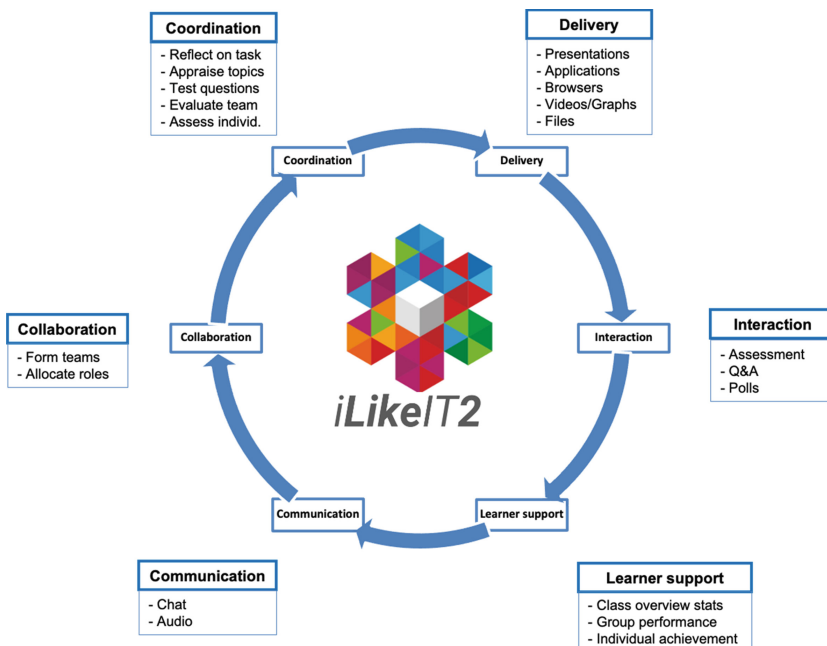 Coordination
- Reflect on task
- Appraise topics
- Test questions
- Evaluate team
- Assess individ.
Delivery
- Presentations
- Applications
- Browsers
- Videos/Graphs
- Files
Coordination
Delivery
Collaboration
- Form teams
- Allocate roles
Collaboration
Interaction
Interaction
- Assessment
- Q&A
- Polls
iLikeIT2
Communication
Learner support
Communication
- Chat
- Audio
Learner support
- Class overview stats
- Group performance
- Individual achievement